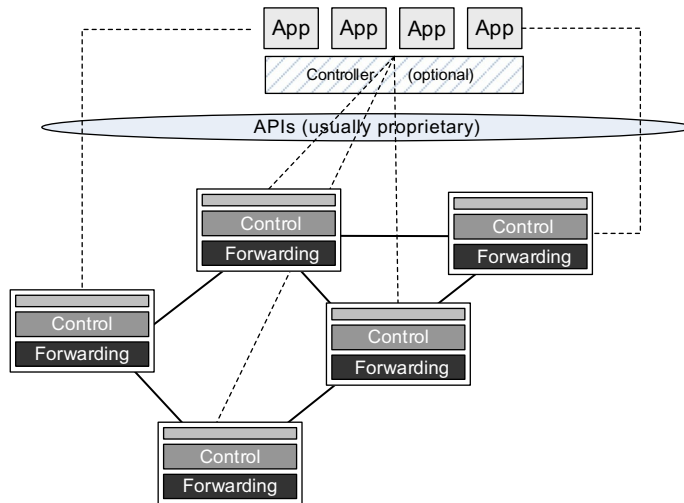 App App App App
Controller (optional)
APIs (usually proprietary)
Control
Forwarding
Control
Forwarding
Control
Forwarding
Control
Forwarding
Control
Forwarding